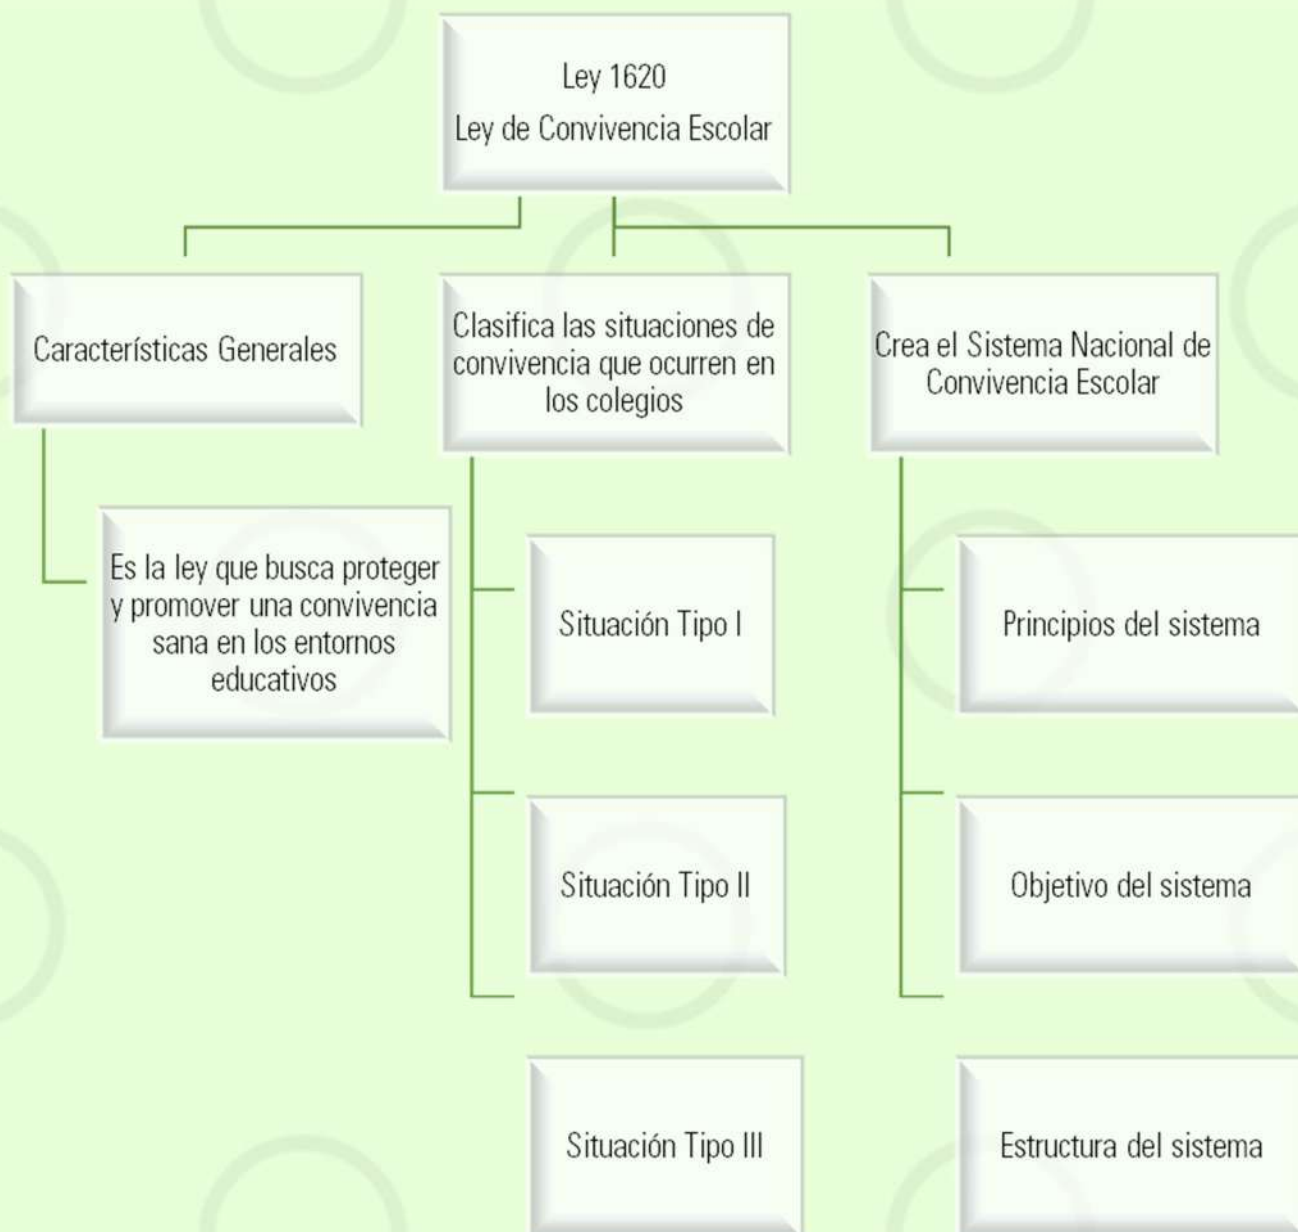 Ley 1620
Ley de Convivencia Escolar
Características Generales
Es la ley que busca proteger
y promover una convivencia
sana en los entornos
educativos
Clasifica las situaciones de
convivencia que ocurren en
los colegios
Situación Tipo I
Situación Tipo II
Situación Tipo III
Crea el Sistema Nacional de
Convivencia Escolar
Principios del sistema
Objetivo del sistema
Estructura del sistema